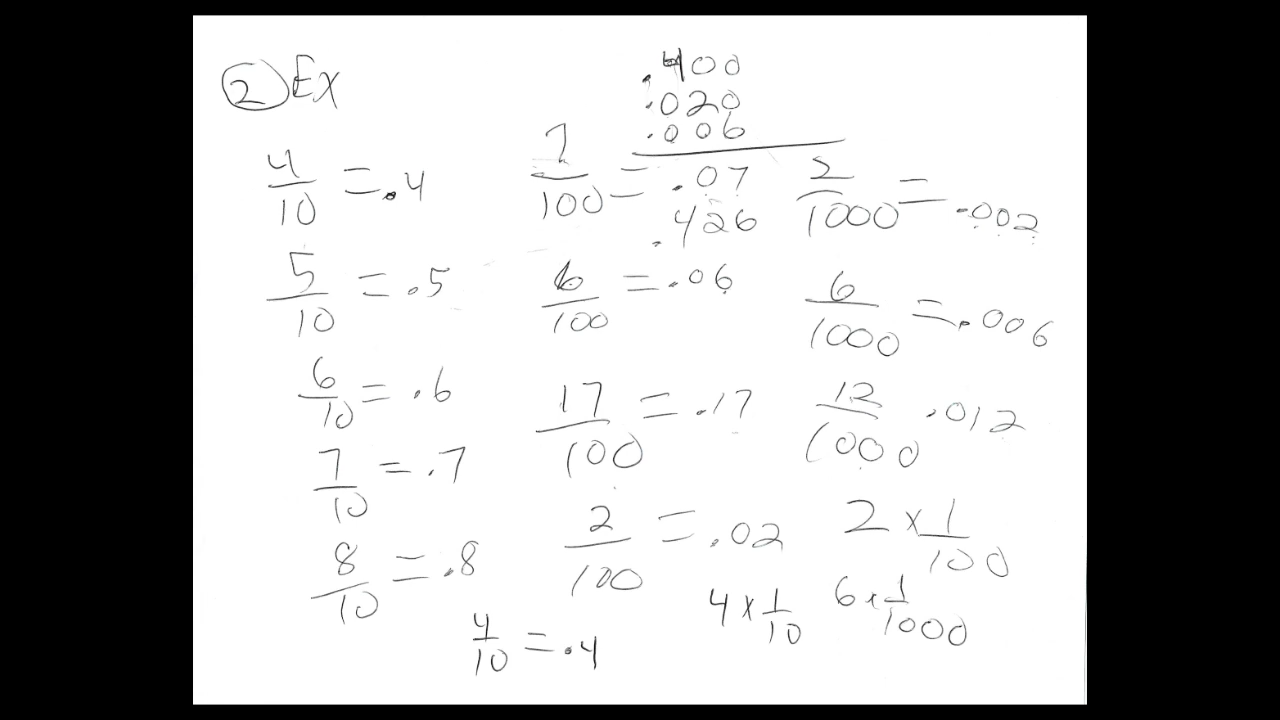 ② Ex
.400
.020
.006
4/10 = .4
7/100 = .07
2/1000 = .002
.426
5/10 = .5
6/100 = .06
6/1000 = .006
6/10 = .6
17/100 = .17
12/1000 .012
7/10 = .7
2/100 = .02
2 x 1/100
8/10 = .8
4 x 1/10
6 x 1/1000
4/10 = .4